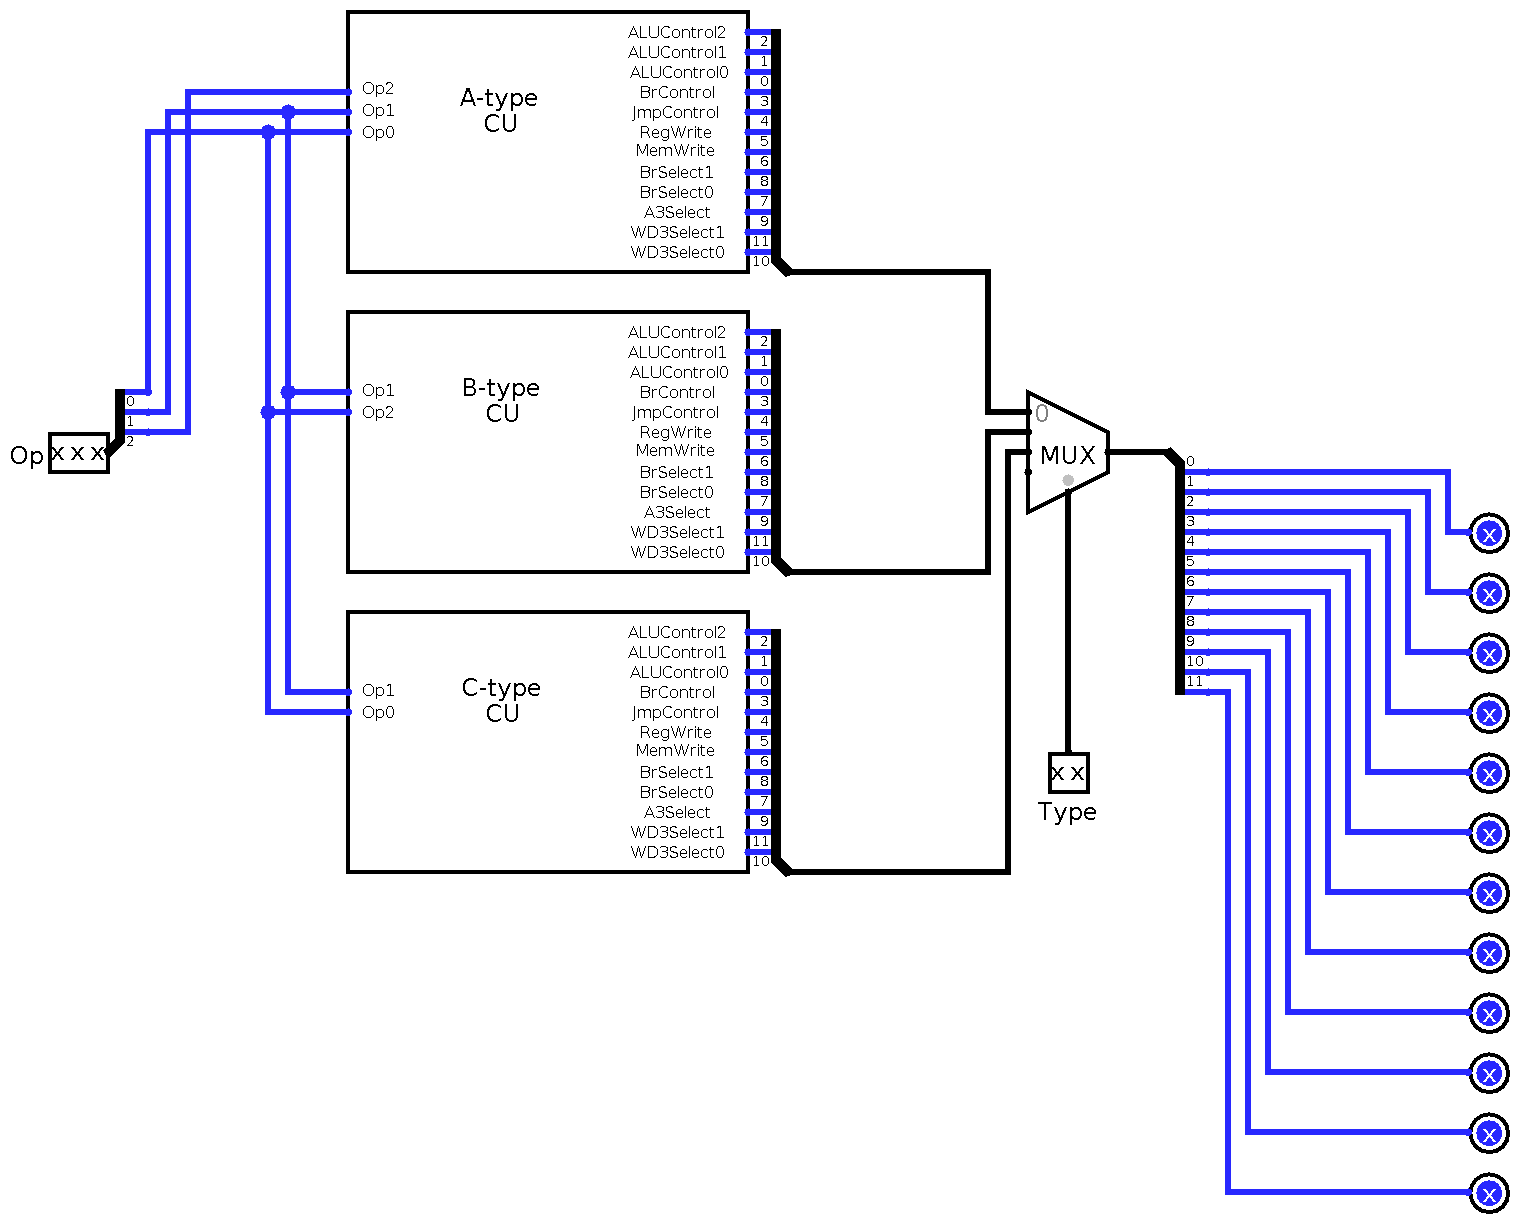 ALUControl2
2
ALUControl1
1
ALUControl0
0
Op2
A-type
BrControl
3
Op1
CU
JmpControl
4
Op0
RegWrite
5
MemWrite
6
BrSelect1
8
BrSelect0
7
A3Select
9
WD3Select1
11
WD3Select0
10
ALUControl2
2
ALUControl1
1
ALUControl0
0
Op1
B-type
BrControl
3
Op2
CU
JmpControl
4
RegWrite
5
MemWrite
6
BrSelect1
8
BrSelect0
7
A3Select
9
WD3Select1
11
WD3Select0
10
0
1
2
Op x x x
0
MUX
ALUControl2
2
ALUControl1
1
ALUControl0
0
Op1
C-type
BrControl
3
Op0
CU
JmpControl
4
RegWrite
5
MemWrite
6
BrSelect1
8
BrSelect0
7
A3Select
9
WD3Select1
11
WD3Select0
10
x x
Type
0
1
2
3
4
5
6
7
8
9
10
11
x
x
x
x
x
x
x
x
x
x
x
x